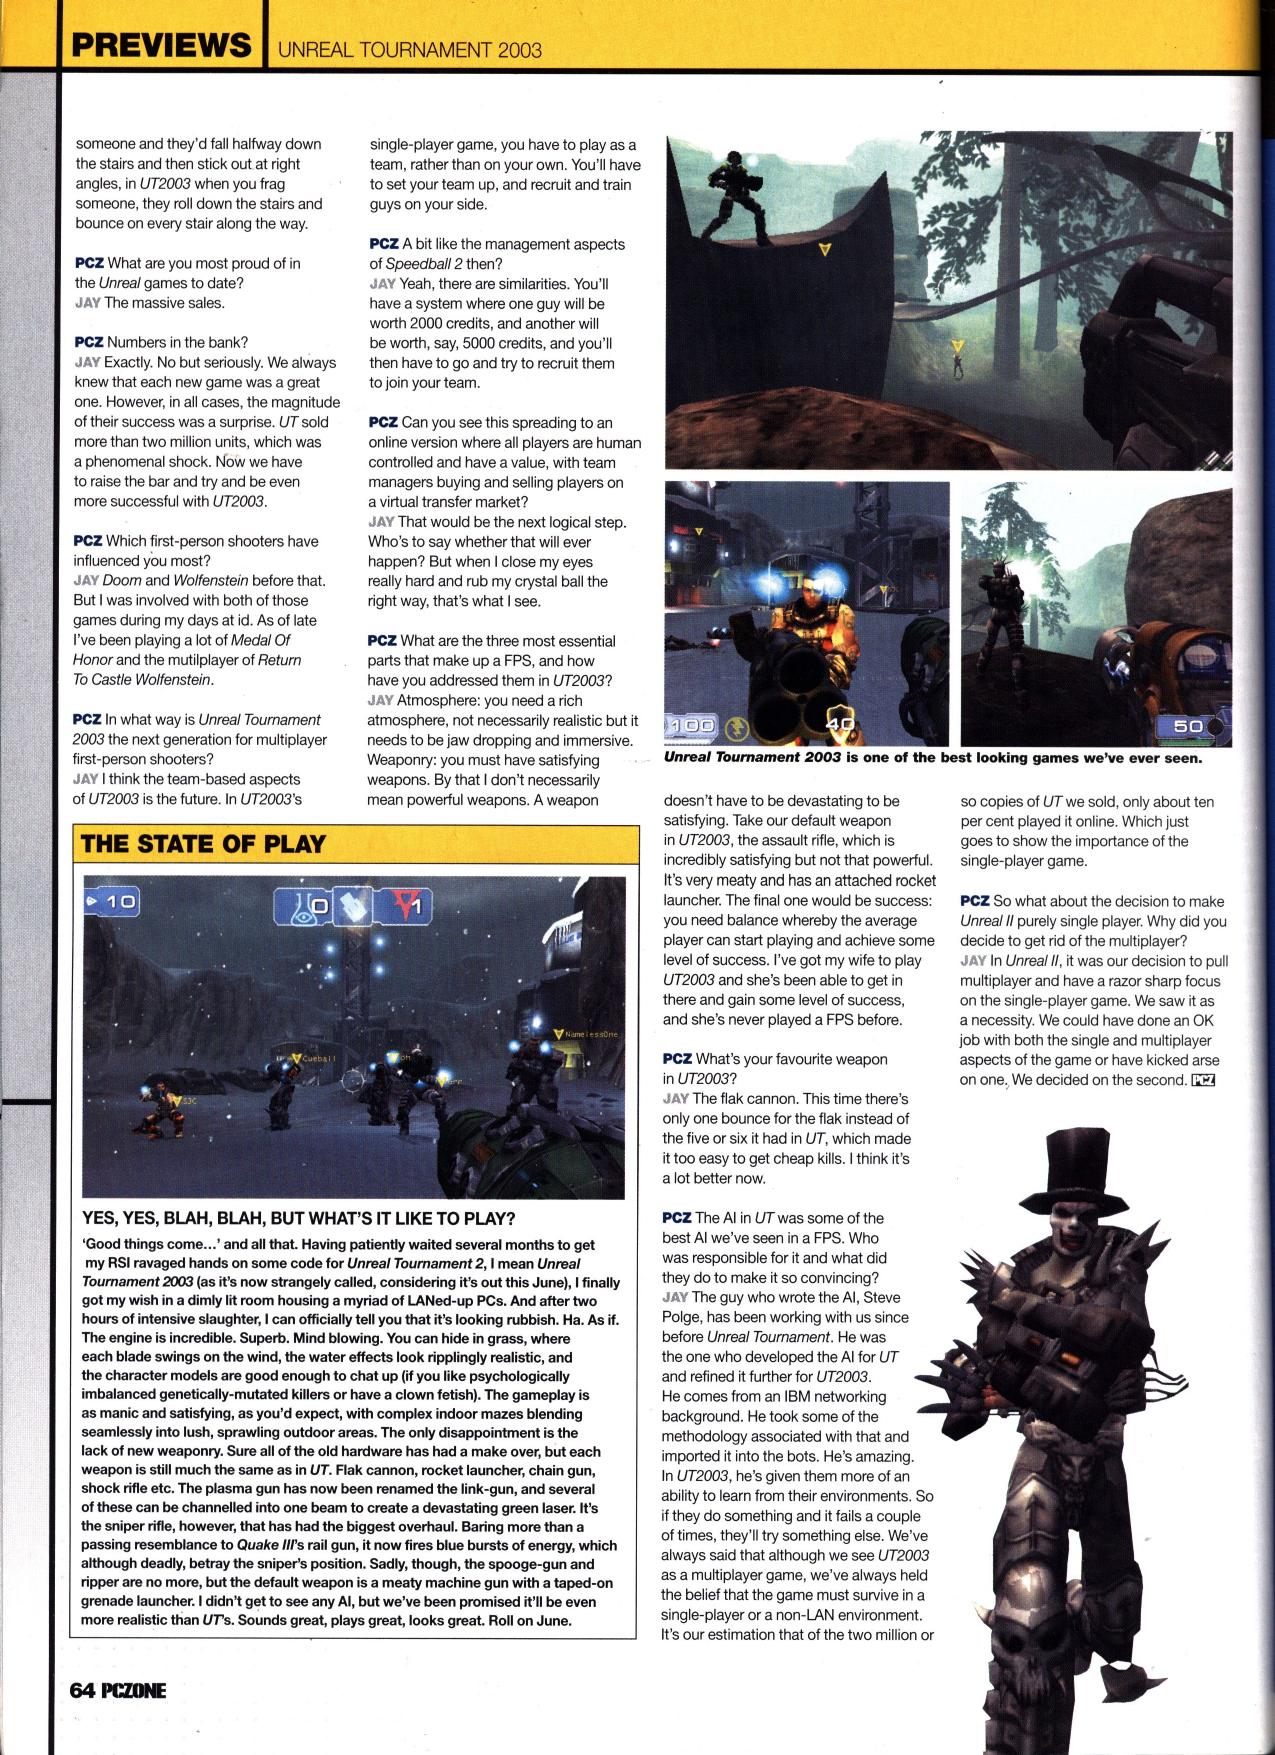 PREVIEWS
UNREAL TOURNAMENT 2003
someone and they'd fall halfway down
the stairs and then stick out at right
angles, in UT2003 when you frag
someone, they roll down the stairs and
bounce on every stair along the way.
PCZ What are you most proud of in
the Unreal games to date?
JAY The massive sales.
PCZ Numbers in the bank?
JAY Exactly. No but seriously. We always
knew that each new game was a great
one. However, in all cases, the magnitude
of their success was a surprise. UT sold
more than two million units, which was
a phenomenal shock. Now we have
to raise the bar and try and be even
more successful with UT2003.
PCZ Which first-person shooters have
influenced you most?
JAY Doom and Wolfenstein before that.
But I was involved with both of those
games during my days at id. As of late
I've been playing a lot of Medal Of
Honor and the mutilplayer of Return
To Castle Wolfenstein.
PCZ In what way is Unreal Tournament
2003 the next generation for multiplayer
first-person shooters?
JAY I think the team-based aspects
of UT2003 is the future. In UT2003's
single-player game, you have to play as a
team, rather than on your own. You'll have
to set your team up, and recruit and train
guys on your side.
PCZ A bit like the management aspects
of Speedball 2 then?
JAY Yeah, there are similarities. You'll
have a system where one guy will be
worth 2000 credits, and another will
be worth, say, 5000 credits, and you'll
then have to go and try to recruit them
to join your team.
PCZ Can you see this spreading to an
online version where all players are human
controlled and have a value, with team
managers buying and selling players on
a virtual transfer market?
JAY That would be the next logical step.
Who's to say whether that will ever
happen? But when I close my eyes
really hard and rub my crystal ball the
right way, that's what I see.
PCZ What are the three most essential
parts that make up a FPS, and how
have you addressed them in UT2003?
JAY Atmosphere: you need a rich
atmosphere, not necessarily realistic but it
needs to be jaw dropping and immersive.
Weaponry: you must have satisfying
weapons. By that I don't necessarily
mean powerful weapons. A weapon
100
40
50
Unreal Tournament 2003 is one of the best looking games we've ever seen.
doesn't have to be devastating to be
satisfying. Take our default weapon
in UT2003, the assault rifle, which is
incredibly satisfying but not that powerful.
It's very meaty and has an attached rocket
launcher. The final one would be success:
you need balance whereby the average
player can start playing and achieve some
level of success. I've got my wife to play
UT2003 and she's been able to get in
there and gain some level of success,
and she's never played a FPS before.
PCZ What's your favourite weapon
in UT2003?
JAY The flak cannon. This time there's
only one bounce for the flak instead of
the five or six it had in UT, which made
it too easy to get cheap kills. I think it's
a lot better now.
PCZ The AI in UT was some of the
best AI we've seen in a FPS. Who
was responsible for it and what did
they do to make it so convincing?
JAY The guy who wrote the AI, Steve
Polge, has been working with us since
before Unreal Tournament. He was
the one who developed the AI for UT
and refined it further for UT2003.
He comes from an IBM networking
background. He took some of the
methodology associated with that and
imported it into the bots. He's amazing.
In UT2003, he's given them more of an
ability to learn from their environments. So
if they do something and it fails a couple
of times, they'll try something else. We've
always said that although we see UT2003
as a multiplayer game, we've always held
the belief that the game must survive in a
single-player or a non-LAN environment.
It's our estimation that of the two million or
so copies of UT we sold, only about ten
per cent played it online. Which just
goes to show the importance of the
single-player game.
PCZ So what about the decision to make
Unreal II purely single player. Why did you
decide to get rid of the multiplayer?
JAY In Unreal II, it was our decision to pull
multiplayer and have a razor sharp focus
on the single-player game. We saw it as
a necessity. We could have done an OK
job with both the single and multiplayer
aspects of the game or have kicked arse
on one. We decided on the second. PCZ
THE STATE OF PLAY
10
0
1
NamelessOne
Cueball
SJC
YES, YES, BLAH, BLAH, BUT WHAT'S IT LIKE TO PLAY?
'Good things come...' and all that. Having patiently waited several months to get
my RSI ravaged hands on some code for Unreal Tournament 2, I mean Unreal
Tournament 2003 (as it's now strangely called, considering it's out this June), I finally
got my wish in a dimly lit room housing a myriad of LANed-up PCs. And after two
hours of intensive slaughter, I can officially tell you that it's looking rubbish. Ha. As if.
The engine is incredible. Superb. Mind blowing. You can hide in grass, where
each blade swings on the wind, the water effects look ripplingly realistic, and
the character models are good enough to chat up (if you like psychologically
imbalanced genetically-mutated killers or have a clown fetish). The gameplay is
as manic and satisfying, as you'd expect, with complex indoor mazes blending
seamlessly into lush, sprawling outdoor areas. The only disappointment is the
lack of new weaponry. Sure all of the old hardware has had a make over, but each
weapon is still much the same as in UT. Flak cannon, rocket launcher, chain gun,
shock rifle etc. The plasma gun has now been renamed the link-gun, and several
of these can be channelled into one beam to create a devastating green laser. It's
the sniper rifle, however, that has had the biggest overhaul. Baring more than a
passing resemblance to Quake III's rail gun, it now fires blue bursts of energy, which
although deadly, betray the sniper's position. Sadly, though, the spooge-gun and
ripper are no more, but the default weapon is a meaty machine gun with a taped-on
grenade launcher. I didn't get to see any AI, but we've been promised it'll be even
more realistic than UT's. Sounds great, plays great, looks great. Roll on June.
64 PCZONE